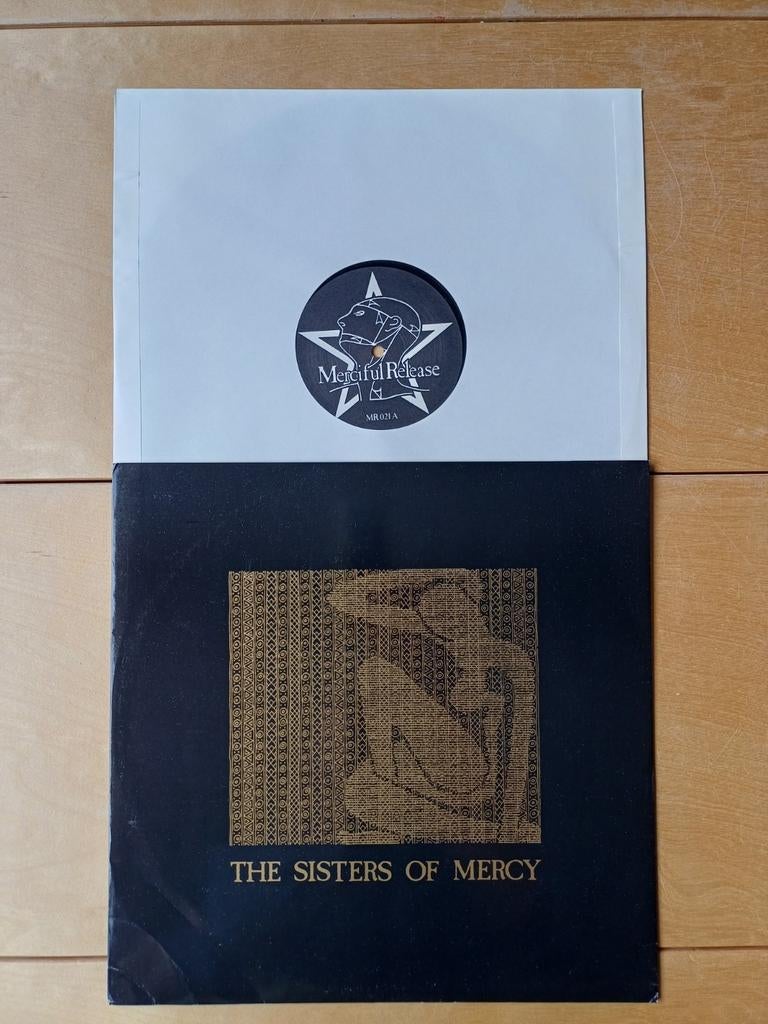 Merciful Release
MR 021 A
THE SISTERS OF MERCY